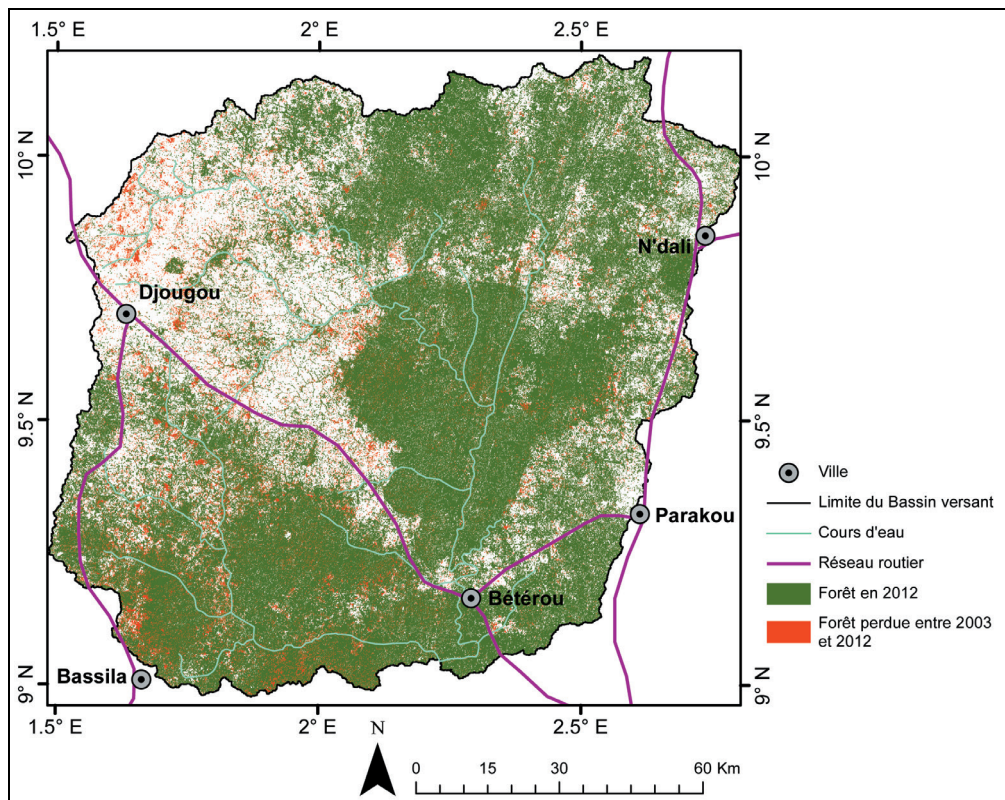 1.5° E 2° E 2.5° E
10° N
10° N
N'dali
Djougou
9.5° N
9.5° N
Ville
Limite du Bassin versant
Parakou
Cours d'eau
Réseau routier
Bétérou
Forêt en 2012
Forêt perdue entre 2003
et 2012
Bassila
9° N
9° N
1.5° E 2° E 2.5° E
N
0 15 30 45 60 Km